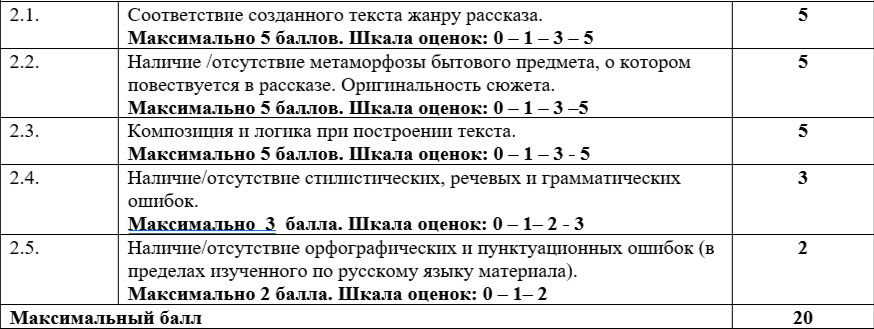 2.1. Соответствие созданного текста жанру рассказа. 5
Максимально 5 баллов. Шкала оценок: 0 – 1 – 3 – 5
2.2. Наличие /отсутствие метаморфозы бытового предмета, о котором 5
повествуется в рассказе. Оригинальность сюжета.
Максимально 5 баллов. Шкала оценок: 0 – 1 – 3 –5
2.3. Композиция и логика при построении текста. 5
Максимально 5 баллов. Шкала оценок: 0 – 1 – 3 - 5
2.4. Наличие/отсутствие стилистических, речевых и грамматических 3
ошибок.
Максимально 3 балла. Шкала оценок: 0 – 1– 2 - 3
2.5. Наличие/отсутствие орфографических и пунктуационных ошибок (в 2
пределах изученного по русскому языку материала).
Максимально 2 балла. Шкала оценок: 0 – 1– 2
Максимальный балл 20